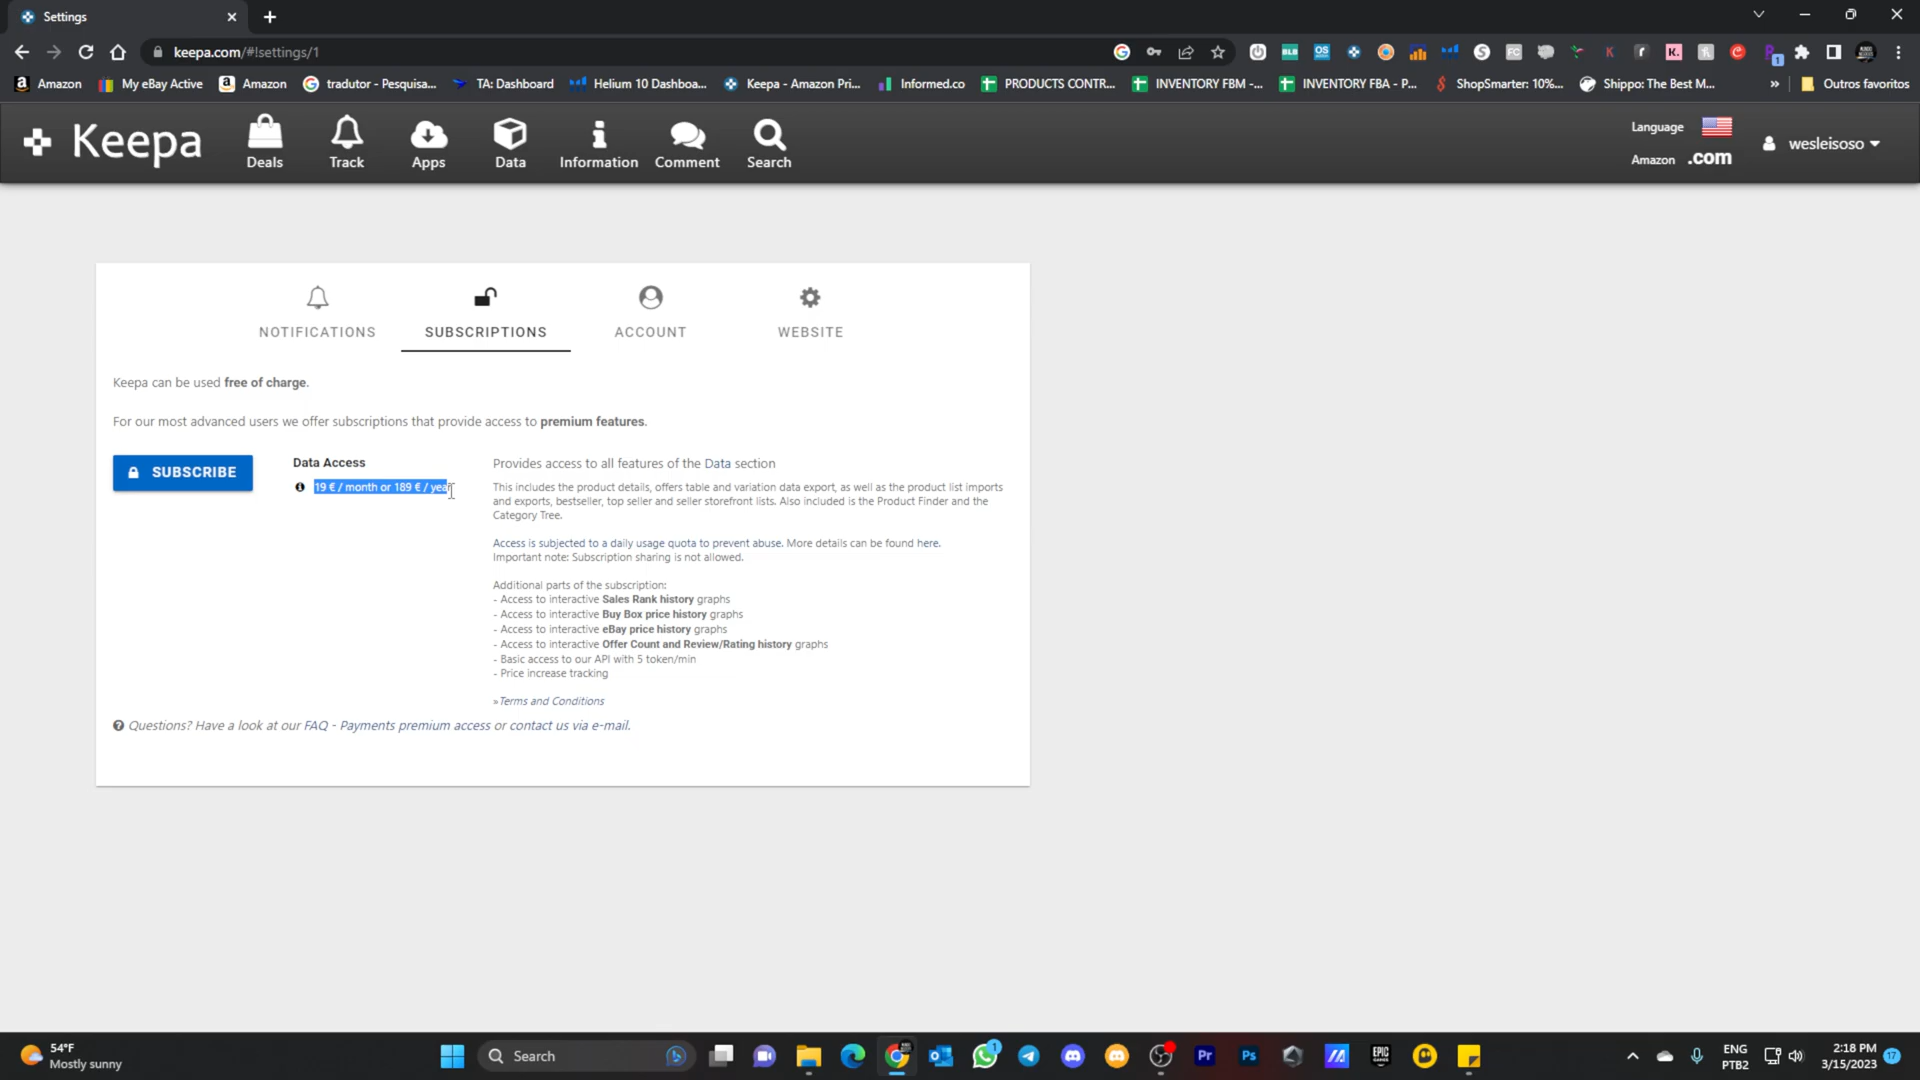 Settings
keepa.com/#!settings/1
Amazon My eBay Active Amazon tradutor - Pesquisa... TA: Dashboard Helium 10 Dashboa... Keepa - Amazon Pri... Informed.co PRODUCTS CONTR... INVENTORY FBM -... INVENTORY FBA - P... ShopSmarter: 10%... Shippo: The Best M... » Outros favoritos
Keepa Deals Track Apps Data Information Comment Search
Language
Amazon .com
wesleisoso
NOTIFICATIONS SUBSCRIPTIONS ACCOUNT WEBSITE
Keepa can be used free of charge.
For our most advanced users we offer subscriptions that provide access to premium features.
SUBSCRIBE
Data Access
19 € / month or 189 € / year
Provides access to all features of the Data section
This includes the product details, offers table and variation data export, as well as the product list imports
and exports, bestseller, top seller and seller storefront lists. Also included is the Product Finder and the
Category Tree.
Access is subjected to a daily usage quota to prevent abuse. More details can be found here.
Important note: Subscription sharing is not allowed.
Additional parts of the subscription:
- Access to interactive Sales Rank history graphs
- Access to interactive Buy Box price history graphs
- Access to interactive eBay price history graphs
- Access to interactive Offer Count and Review/Rating history graphs
- Basic access to our API with 5 token/min
- Price increase tracking
»Terms and Conditions
Questions? Have a look at our FAQ - Payments premium access or contact us via e-mail.
54°F
Mostly sunny
Search
ENG
PTB2
2:18 PM
3/15/2023
17